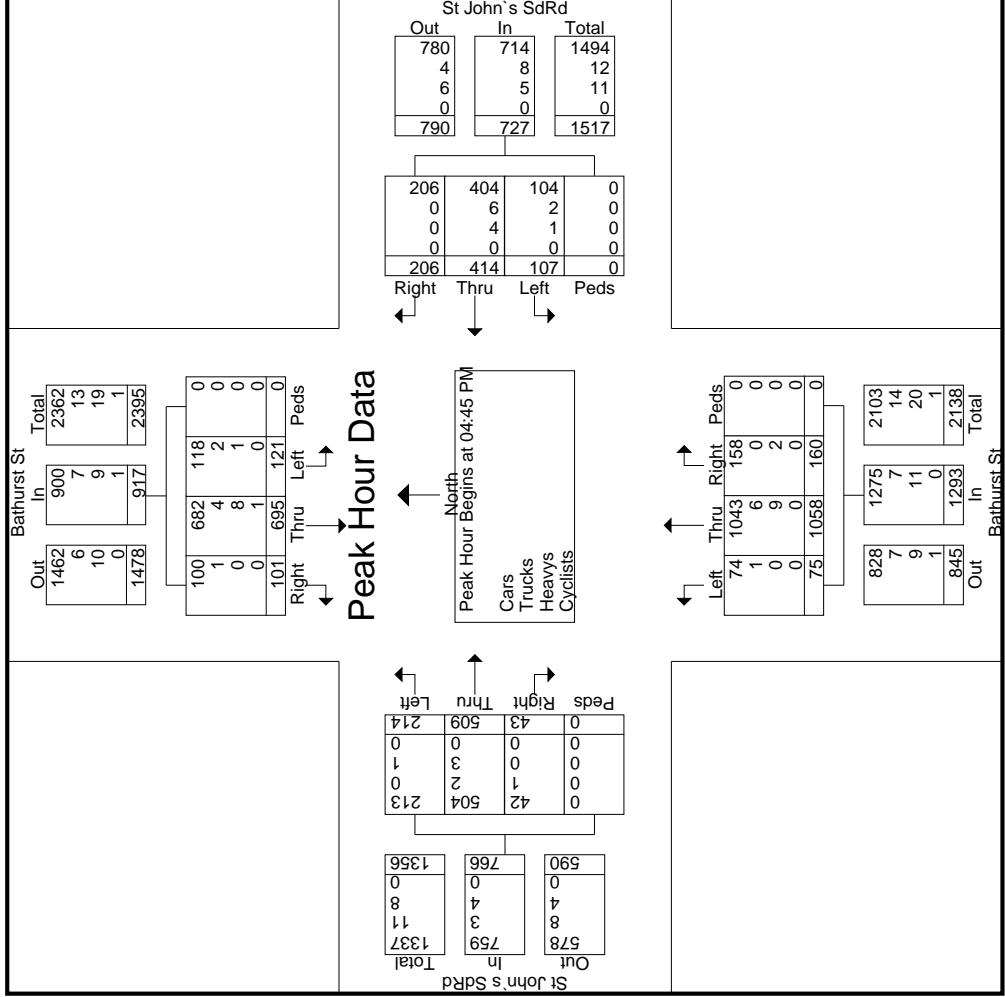 St John`s SdRd
Out In Total
780 714 1494
4 8 12
6 5 11
0 0 0
790 727 1517
206 404 104 0
0 6 2 0
0 4 1 0
0 0 0 0
206 414 107 0
Right Thru Left Peds
Bathurst St
Out In Total
1462 900 2362
6 7 13
10 9 19
0 1 1
1478 917 2395
100 682 118 0
1 4 2 0
0 8 1 0
0 1 0 0
101 695 121 0
Right Thru Left Peds
Peak Hour Data
North
Peak Hour Begins at 04:45 PM
Cars
Trucks
Heavys
Cyclists
Left Thru Right Peds
74 1043 158 0
1 6 0 0
0 9 2 0
0 0 0 0
75 1058 160 0
828 1275 2103
7 7 14
9 11 20
1 0 1
845 1293 2138
Out In Total
Bathurst St
Peds Right Thru Left
0 43 509 214
0 0 0 0
0 0 3 1
0 1 2 0
0 42 504 213
590 766 1356
0 0 0
4 4 8
8 3 11
578 759 1337
Out In Total
St John`s SdRd